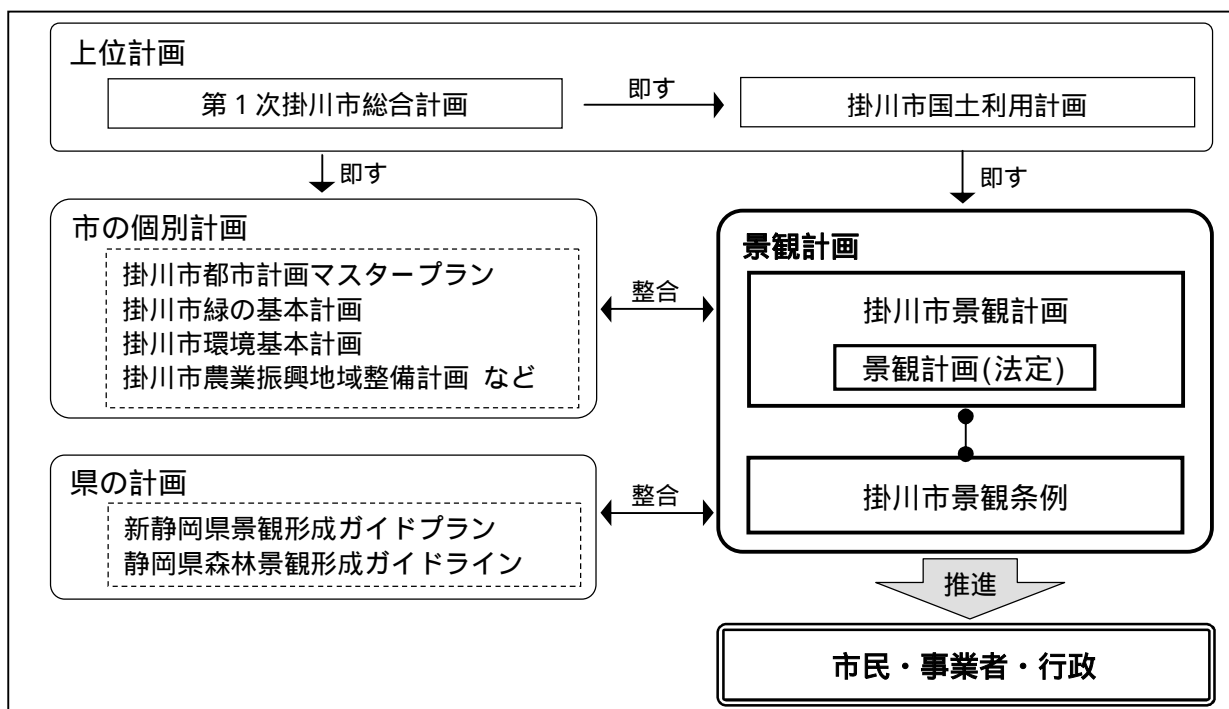 上位計画
第１次掛川市総合計画
即す
掛川市国土利用計画
即す
即す
市の個別計画
掛川市都市計画マスタープラン
掛川市緑の基本計画
掛川市環境基本計画
掛川市農業振興地域整備計画 など
整合
景観計画
掛川市景観計画
景観計画(法定)
県の計画
新静岡県景観形成ガイドプラン
静岡県森林景観形成ガイドライン
整合
掛川市景観条例
推進
市民・事業者・行政